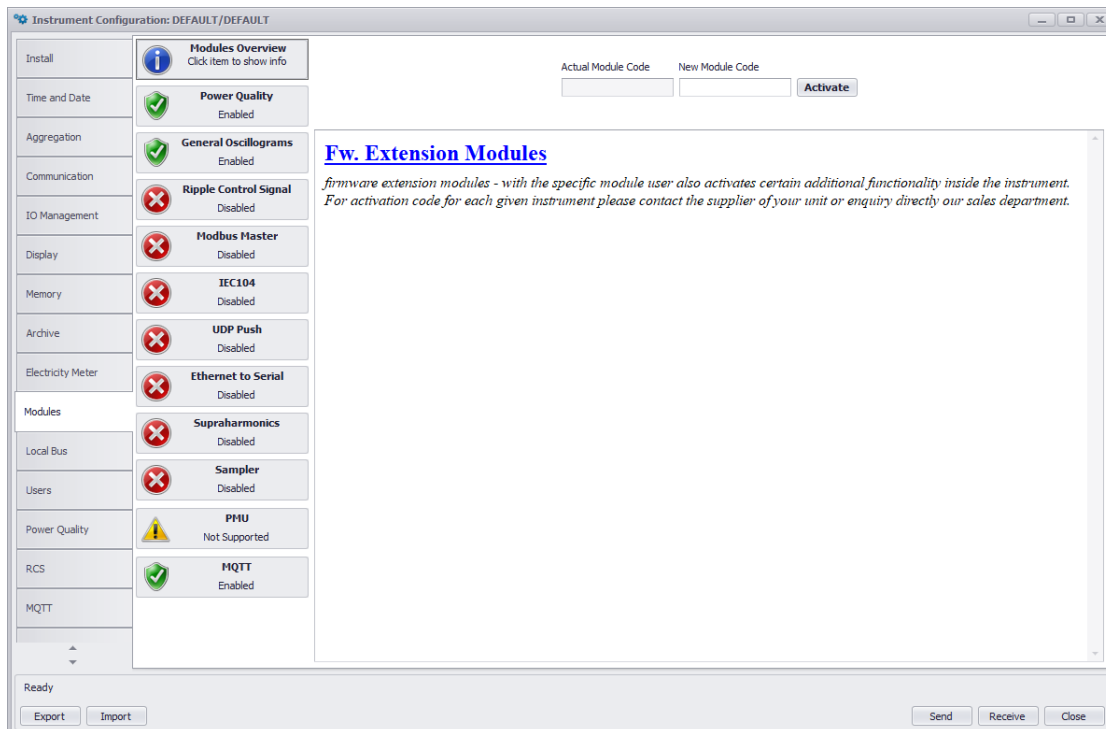 Instrument Configuration: DEFAULT/DEFAULT
Install
Time and Date
Aggregation
Communication
IO Management
Display
Memory
Archive
Electricity Meter
Modules
Local Bus
Users
Power Quality
RCS
MQTT
Modules Overview
Click item to show info
Power Quality
Enabled
General Oscillograms
Enabled
Ripple Control Signal
Disabled
Modbus Master
Disabled
IEC104
Disabled
UDP Push
Disabled
Ethernet to Serial
Disabled
Supraharmonics
Disabled
Sampler
Disabled
PMU
Not Supported
MQTT
Enabled
Actual Module Code
New Module Code
Activate
Fw. Extension Modules
firmware extension modules - with the specific module user also activates certain additional functionality inside the instrument.
For activation code for each given instrument please contact the supplier of your unit or enquiry directly our sales department.
Ready
Export
Import
Send
Receive
Close